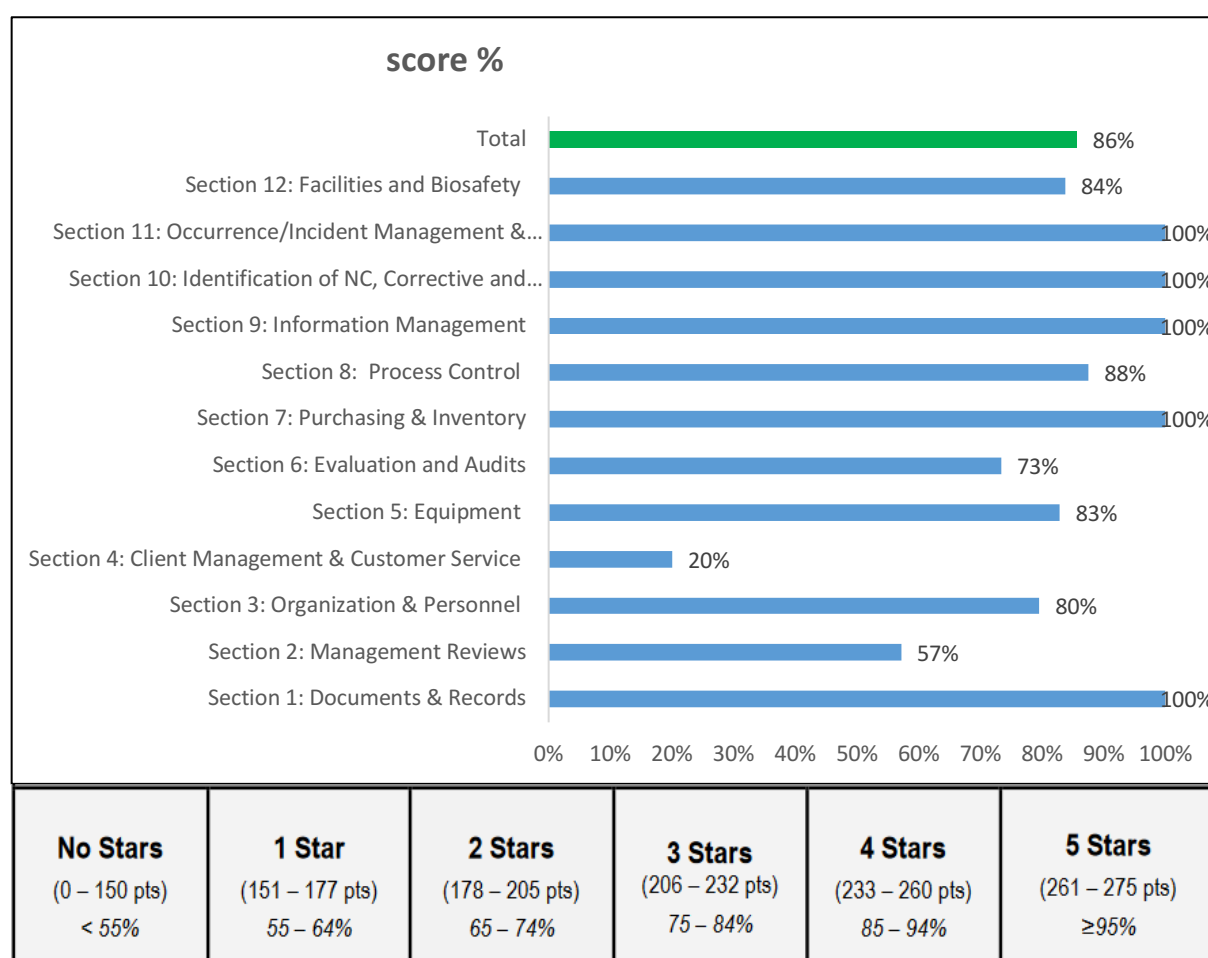 score %
Total 86%
Section 12: Facilities and Biosafety 84%
Section 11: Occurrence/Incident Management &... 100%
Section 10: Identification of NC, Corrective and... 100%
Section 9: Information Management 100%
Section 8:  Process Control 88%
Section 7: Purchasing & Inventory 100%
Section 6: Evaluation and Audits 73%
Section 5: Equipment 83%
Section 4: Client Management & Customer Service 20%
Section 3: Organization & Personnel 80%
Section 2: Management Reviews 57%
Section 1: Documents & Records 100%
0% 10% 20% 30% 40% 50% 60% 70% 80% 90% 100%
No Stars 1 Star 2 Stars 3 Stars 4 Stars 5 Stars
(0 – 150 pts) (151 – 177 pts) (178 – 205 pts) (206 – 232 pts) (233 – 260 pts) (261 – 275 pts)
< 55% 55 – 64% 65 – 74% 75 – 84% 85 – 94% ≥95%